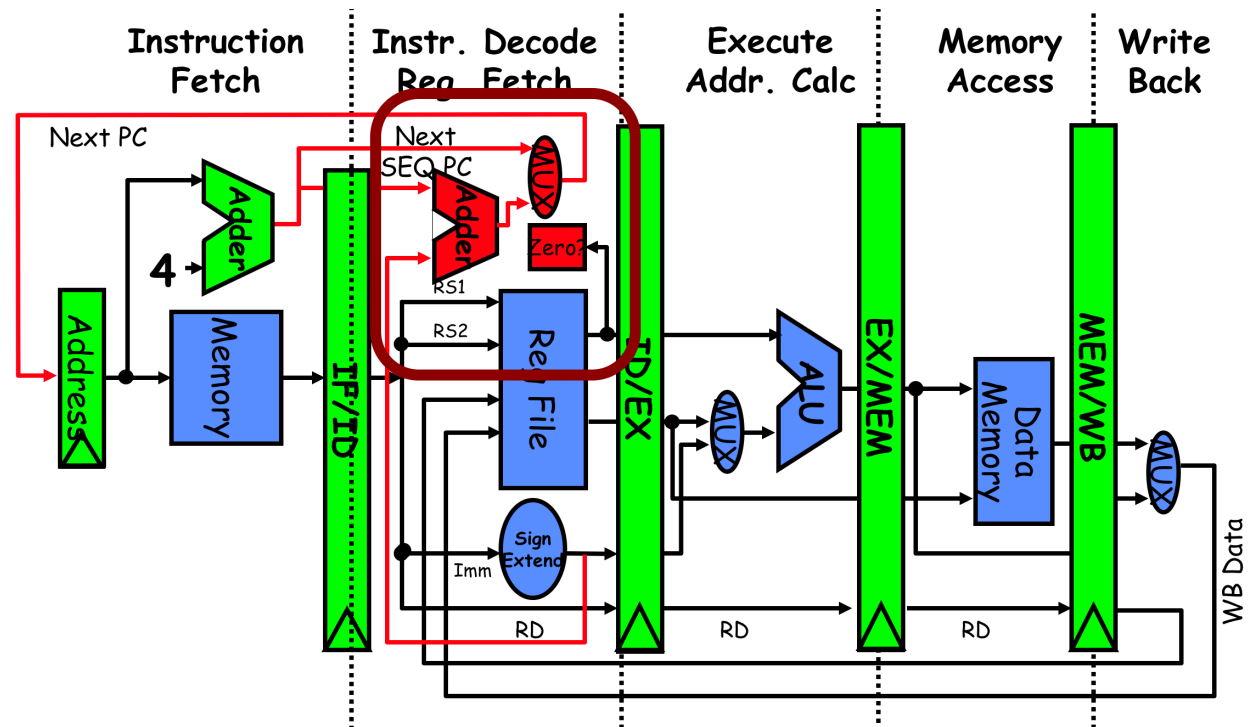 Instruction
Fetch
Instr. Decode
Reg. Fetch
Execute
Addr. Calc
Memory
Access
Write
Back
Next PC
Next
SEQ PC
MUX
Adder
Adder
Zero?
4
RS1
RS2
Address
Memory
IF/ID
Reg File
ID/EX
MUX
ALU
EX/MEM
Data
Memory
MEM/WB
MUX
Sign
Extend
Imm
RD
RD
RD
WB Data